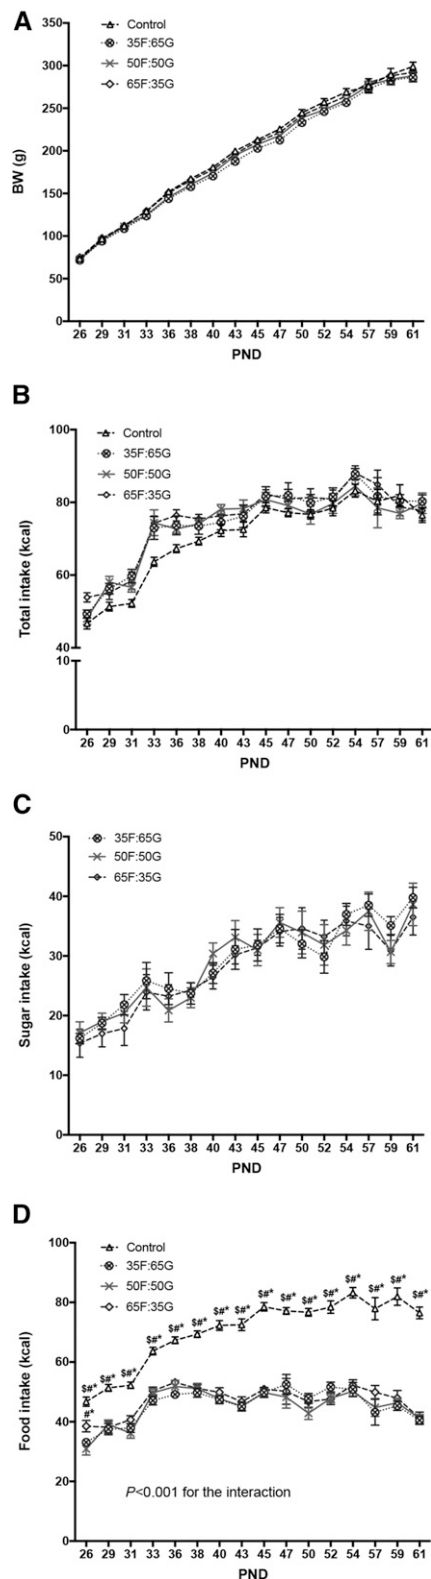 A
Control
35F:65G
50F:50G
65F:35G
BW (g)
350
300
250
200
150
100
50
0
26 29 31 33 36 38 40 43 45 47 50 52 54 57 59 61
PND
B
Control
35F:65G
50F:50G
65F:35G
Total intake (kcal)
100
80
60
40
10
0
26 29 31 33 36 38 40 43 45 47 50 52 54 57 59 61
PND
C
35F:65G
50F:50G
65F:35G
Sugar intake (kcal)
50
40
30
20
10
0
26 29 31 33 36 38 40 43 45 47 50 52 54 57 59 61
PND
D
Control
35F:65G
50F:50G
65F:35G
Food intake (kcal)
100
80
60
40
20
0
$#* $#* $#* $#* $#* $#* $#* $#* $#* $#* $#* $#* $#* $#* $#* $#*
#*
P<0.001 for the interaction
26 29 31 33 36 38 40 43 45 47 50 52 54 57 59 61
PND